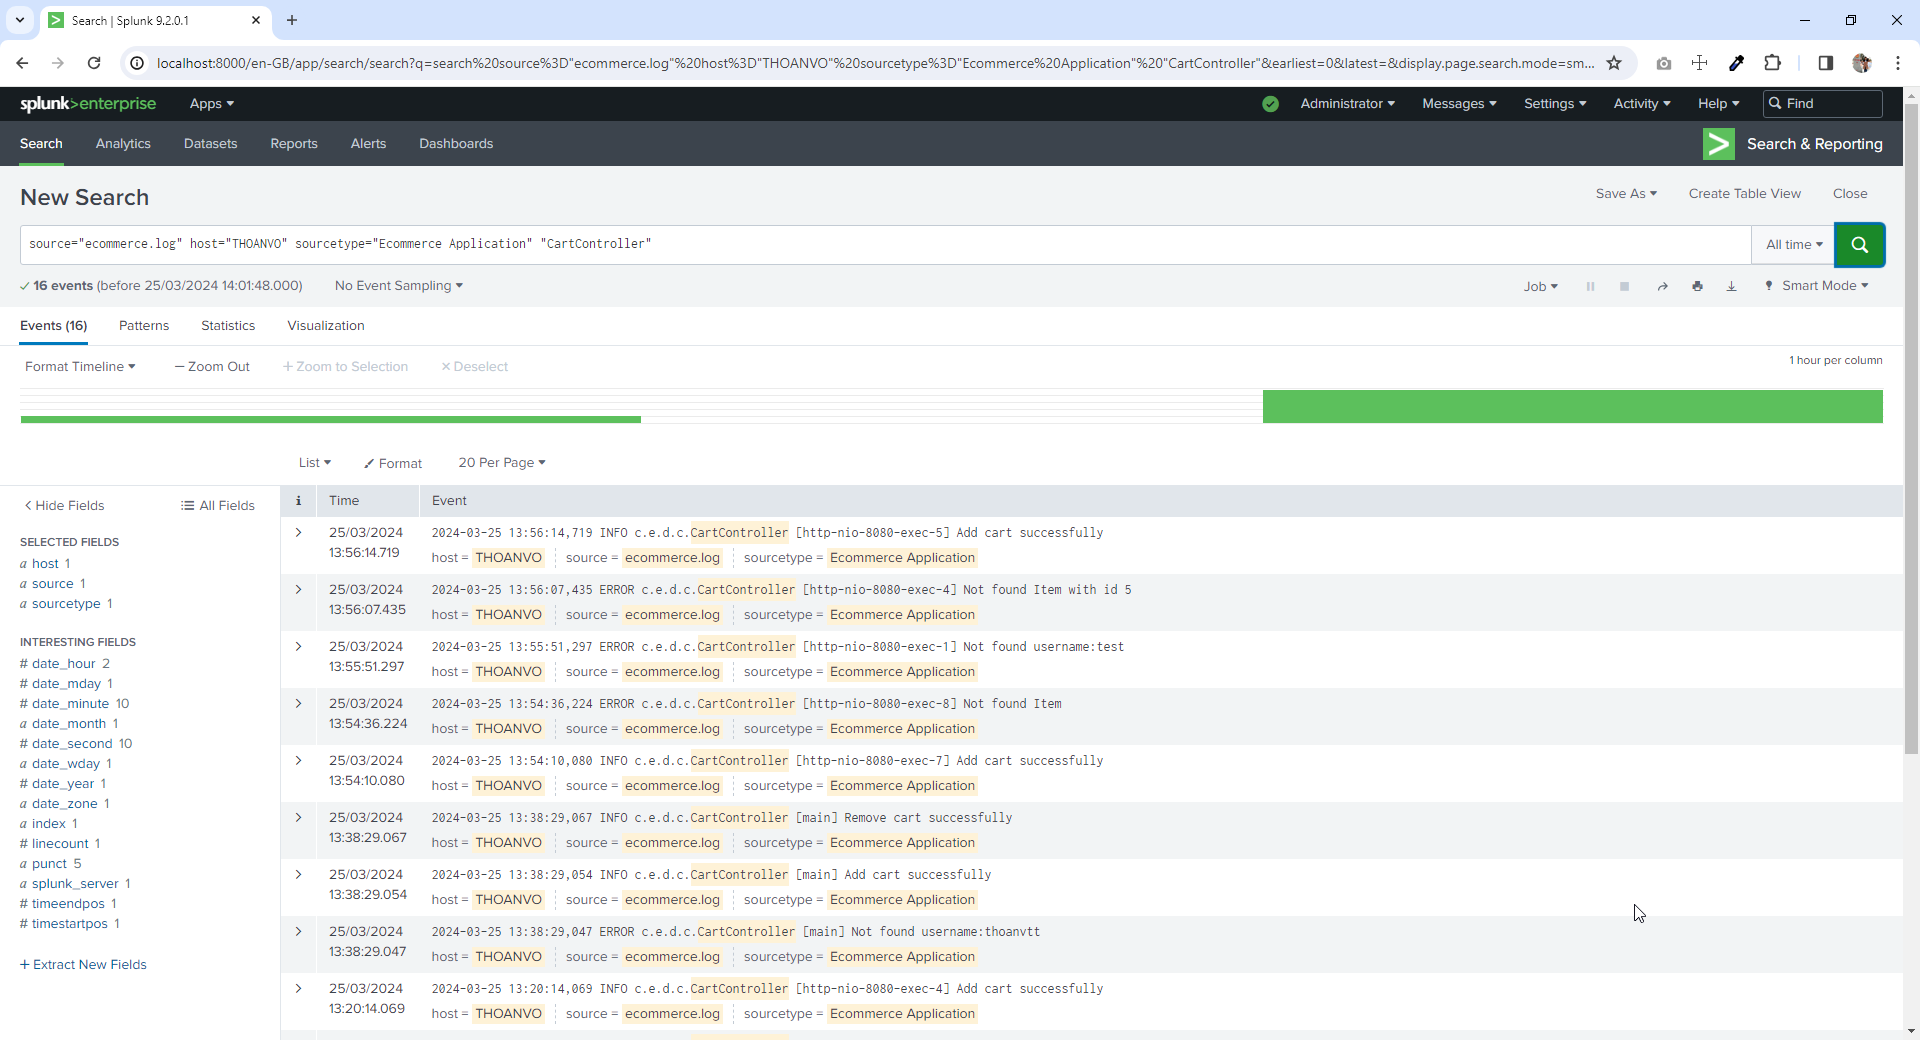 Search | Splunk 9.2.0.1
localhost:8000/en-GB/app/search/search?q=search%20source%3D"ecommerce.log"%20host%3D"THOANVO"%20sourcetype%3D"Ecommerce%20Application"%20"CartController"&earliest=0&latest=&display.page.search.mode=sm...
splunk>enterprise Apps Administrator Messages Settings Activity Help Find
Search Analytics Datasets Reports Alerts Dashboards Search & Reporting
New Search Save As Create Table View Close
source="ecommerce.log" host="THOANVO" sourcetype="Ecommerce Application" "CartController" All time
16 events (before 25/03/2024 14:01:48.000) No Event Sampling Job Smart Mode
Events (16) Patterns Statistics Visualization
Format Timeline — Zoom Out + Zoom to Selection × Deselect 1 hour per column
List Format 20 Per Page
< Hide Fields All Fields
SELECTED FIELDS
a host 1
a source 1
a sourcetype 1
INTERESTING FIELDS
# date_hour 2
# date_mday 1
# date_minute 10
a date_month 1
# date_second 10
a date_wday 1
# date_year 1
a date_zone 1
a index 1
# linecount 1
a punct 5
a splunk_server 1
# timeendpos 1
# timestartpos 1
+ Extract New Fields
i Time Event
25/03/2024 2024-03-25 13:56:14,719 INFO c.e.d.c.CartController [http-nio-8080-exec-5] Add cart successfully
13:56:14.719 host = THOANVO source = ecommerce.log sourcetype = Ecommerce Application
25/03/2024 2024-03-25 13:56:07,435 ERROR c.e.d.c.CartController [http-nio-8080-exec-4] Not found Item with id 5
13:56:07.435 host = THOANVO source = ecommerce.log sourcetype = Ecommerce Application
25/03/2024 2024-03-25 13:55:51,297 ERROR c.e.d.c.CartController [http-nio-8080-exec-1] Not found username:test
13:55:51.297 host = THOANVO source = ecommerce.log sourcetype = Ecommerce Application
25/03/2024 2024-03-25 13:54:36,224 ERROR c.e.d.c.CartController [http-nio-8080-exec-8] Not found Item
13:54:36.224 host = THOANVO source = ecommerce.log sourcetype = Ecommerce Application
25/03/2024 2024-03-25 13:54:10,080 INFO c.e.d.c.CartController [http-nio-8080-exec-7] Add cart successfully
13:54:10.080 host = THOANVO source = ecommerce.log sourcetype = Ecommerce Application
25/03/2024 2024-03-25 13:38:29,067 INFO c.e.d.c.CartController [main] Remove cart successfully
13:38:29.067 host = THOANVO source = ecommerce.log sourcetype = Ecommerce Application
25/03/2024 2024-03-25 13:38:29,054 INFO c.e.d.c.CartController [main] Add cart successfully
13:38:29.054 host = THOANVO source = ecommerce.log sourcetype = Ecommerce Application
25/03/2024 2024-03-25 13:38:29,047 ERROR c.e.d.c.CartController [main] Not found username:thoanvtt
13:38:29.047 host = THOANVO source = ecommerce.log sourcetype = Ecommerce Application
25/03/2024 2024-03-25 13:20:14,069 INFO c.e.d.c.CartController [http-nio-8080-exec-4] Add cart successfully
13:20:14.069 host = THOANVO source = ecommerce.log sourcetype = Ecommerce Application